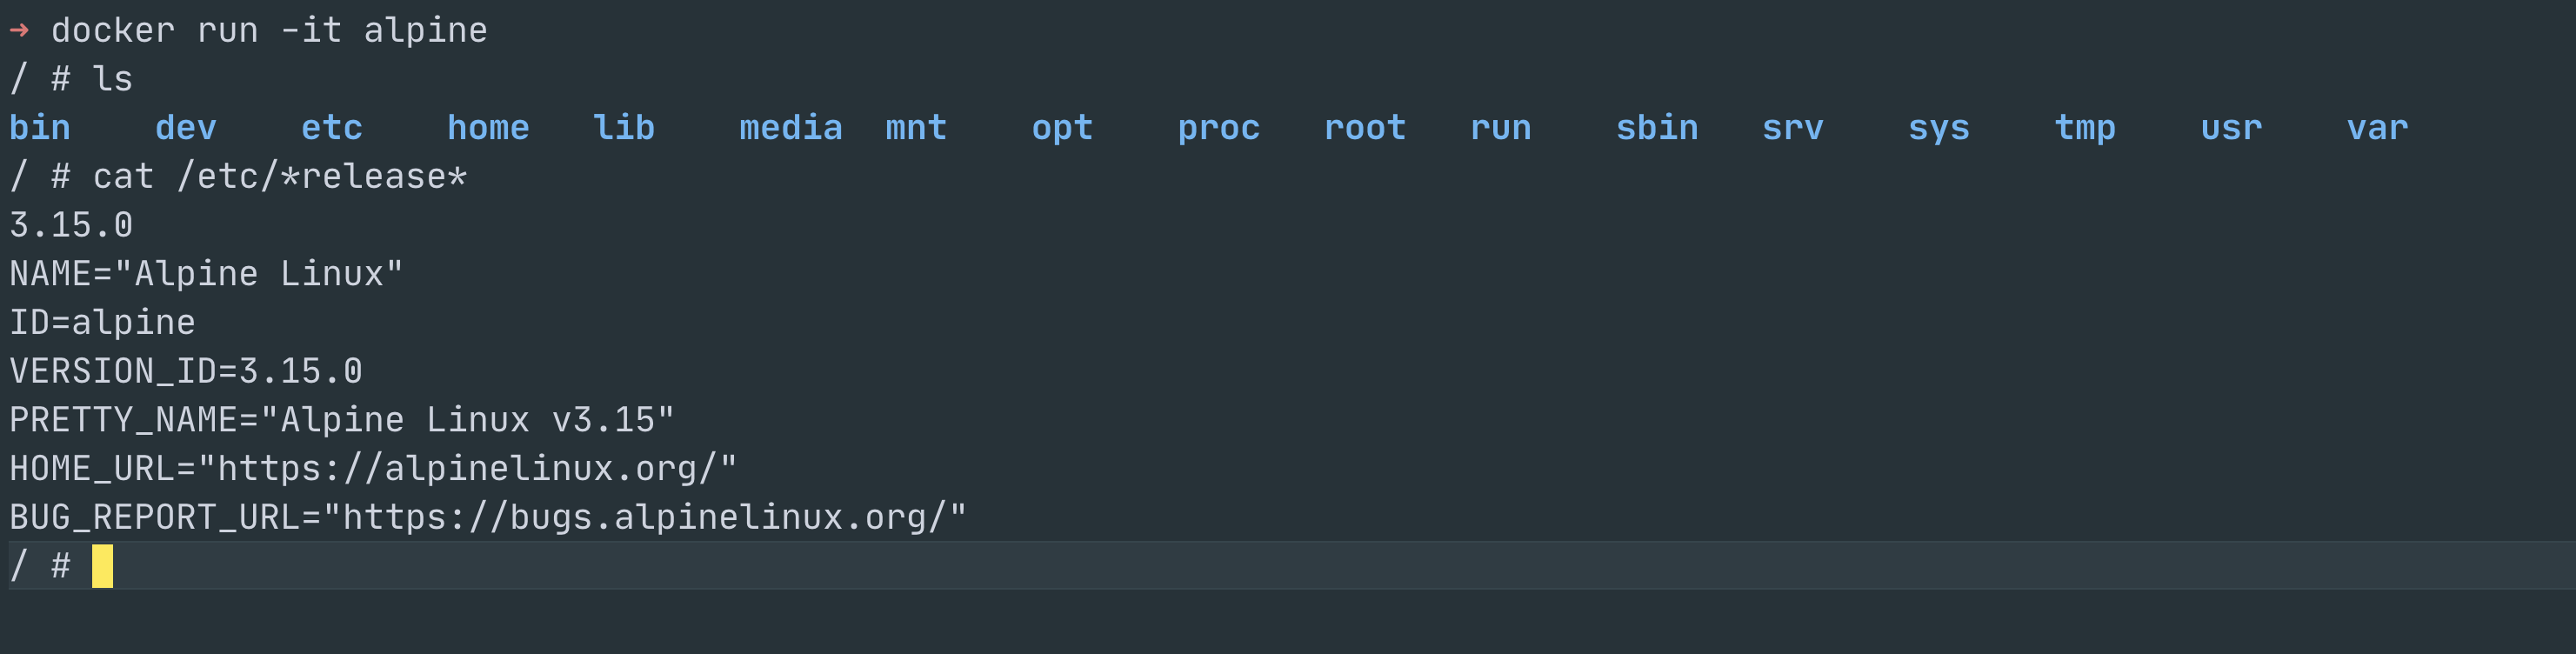 ➜ docker run -it alpine
/ # ls
bin    dev    etc    home   lib    media  mnt    opt    proc   root   run    sbin   srv    sys    tmp    usr    var
/ # cat /etc/*release*
3.15.0
NAME="Alpine Linux"
ID=alpine
VERSION_ID=3.15.0
PRETTY_NAME="Alpine Linux v3.15"
HOME_URL="https://alpinelinux.org/"
BUG_REPORT_URL="https://bugs.alpinelinux.org/"
/ #